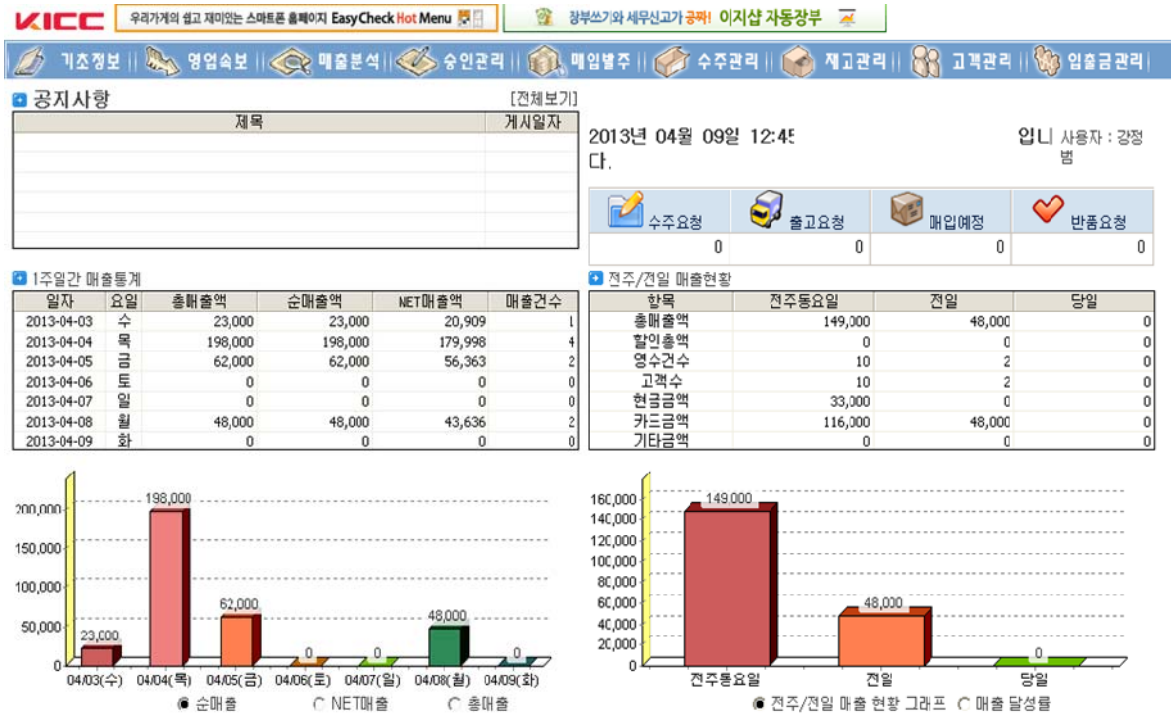 KICC 우리가게의 쉽고 재미있는 스마트폰 홈페이지 EasyCheck Hot Menu 장부쓰기와 세무신고가 공짜! 이지샵 자동장부
기초정보 || 영업속보 || 매출분석 || 승인관리 || 매입발주 || 수주관리 || 재고관리 || 고객관리 || 입출금관리
공지사항 [전체보기]
제목 게시일자
2013년 04월 09일 12:45 입니 사용자 : 강정
다. 범
수주요청 출고요청 매입예정 반품요청
0 0 0 0
1주일간 매출통계
일자 요일 총매출액 순매출액 NET매출액 매출건수
2013-04-03 수 23,000 23,000 20,909 1
2013-04-04 목 198,000 198,000 179,998 4
2013-04-05 금 62,000 62,000 56,363 2
2013-04-06 토 0 0 0 0
2013-04-07 일 0 0 0 0
2013-04-08 월 48,000 48,000 43,636 2
2013-04-09 화 0 0 0 0
전주/전일 매출현황
항목 전주동요일 전일 당일
총매출액 149,000 48,000 0
할인총액 0 0 0
영수건수 10 2 0
고객수 10 2 0
현금금액 33,000 0 0
카드금액 116,000 48,000 0
기타금액 0 0 0
200,000
150,000
100,000
50,000
0
23,000 198,000 62,000 0 0 48,000 0
04/03(수) 04/04(목) 04/05(금) 04/06(토) 04/07(일) 04/08(월) 04/09(화)
순매출 NET매출 총매출
160,000
140,000
120,000
100,000
80,000
60,000
40,000
20,000
0
149,000 48,000 0
전주동요일 전일 당일
전주/전일 매출 현황 그래프 매출 달성률